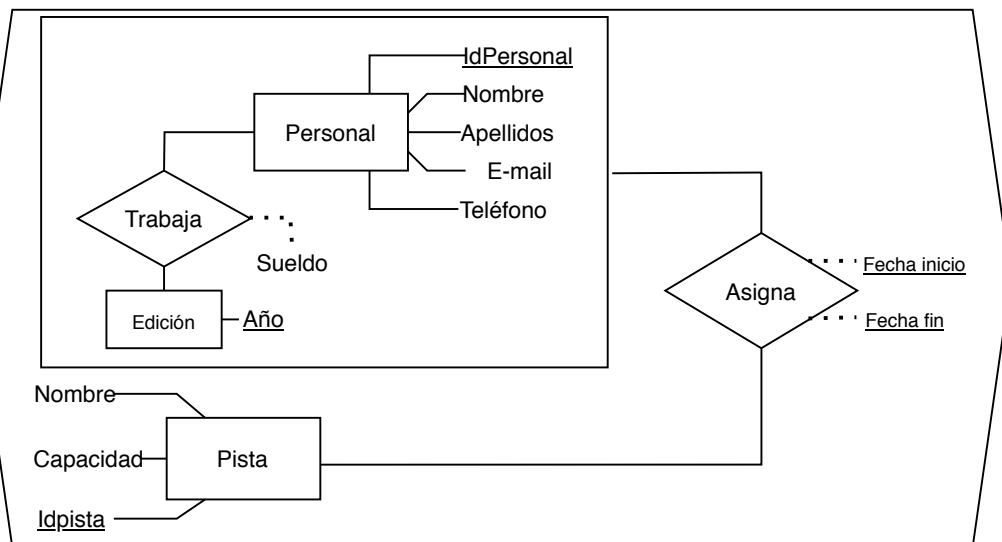 IdPersonal
Nombre
Personal
Apellidos
E-mail
Teléfono
Trabaja
Sueldo
Edición
Año
Fecha inicio
Asigna
Fecha fin
Nombre
Capacidad
Pista
Idpista